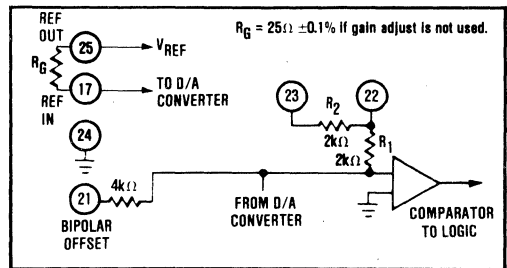 REF
OUT
RG
25
VREF
RG = 25Ω ±0.1% if gain adjust is not used.
17
TO D/A
CONVERTER
REF
IN
24
23
R2
22
2kΩ
2kΩ
R1
21
4kΩ
BIPOLAR
OFFSET
FROM D/A
CONVERTER
COMPARATOR
TO LOGIC